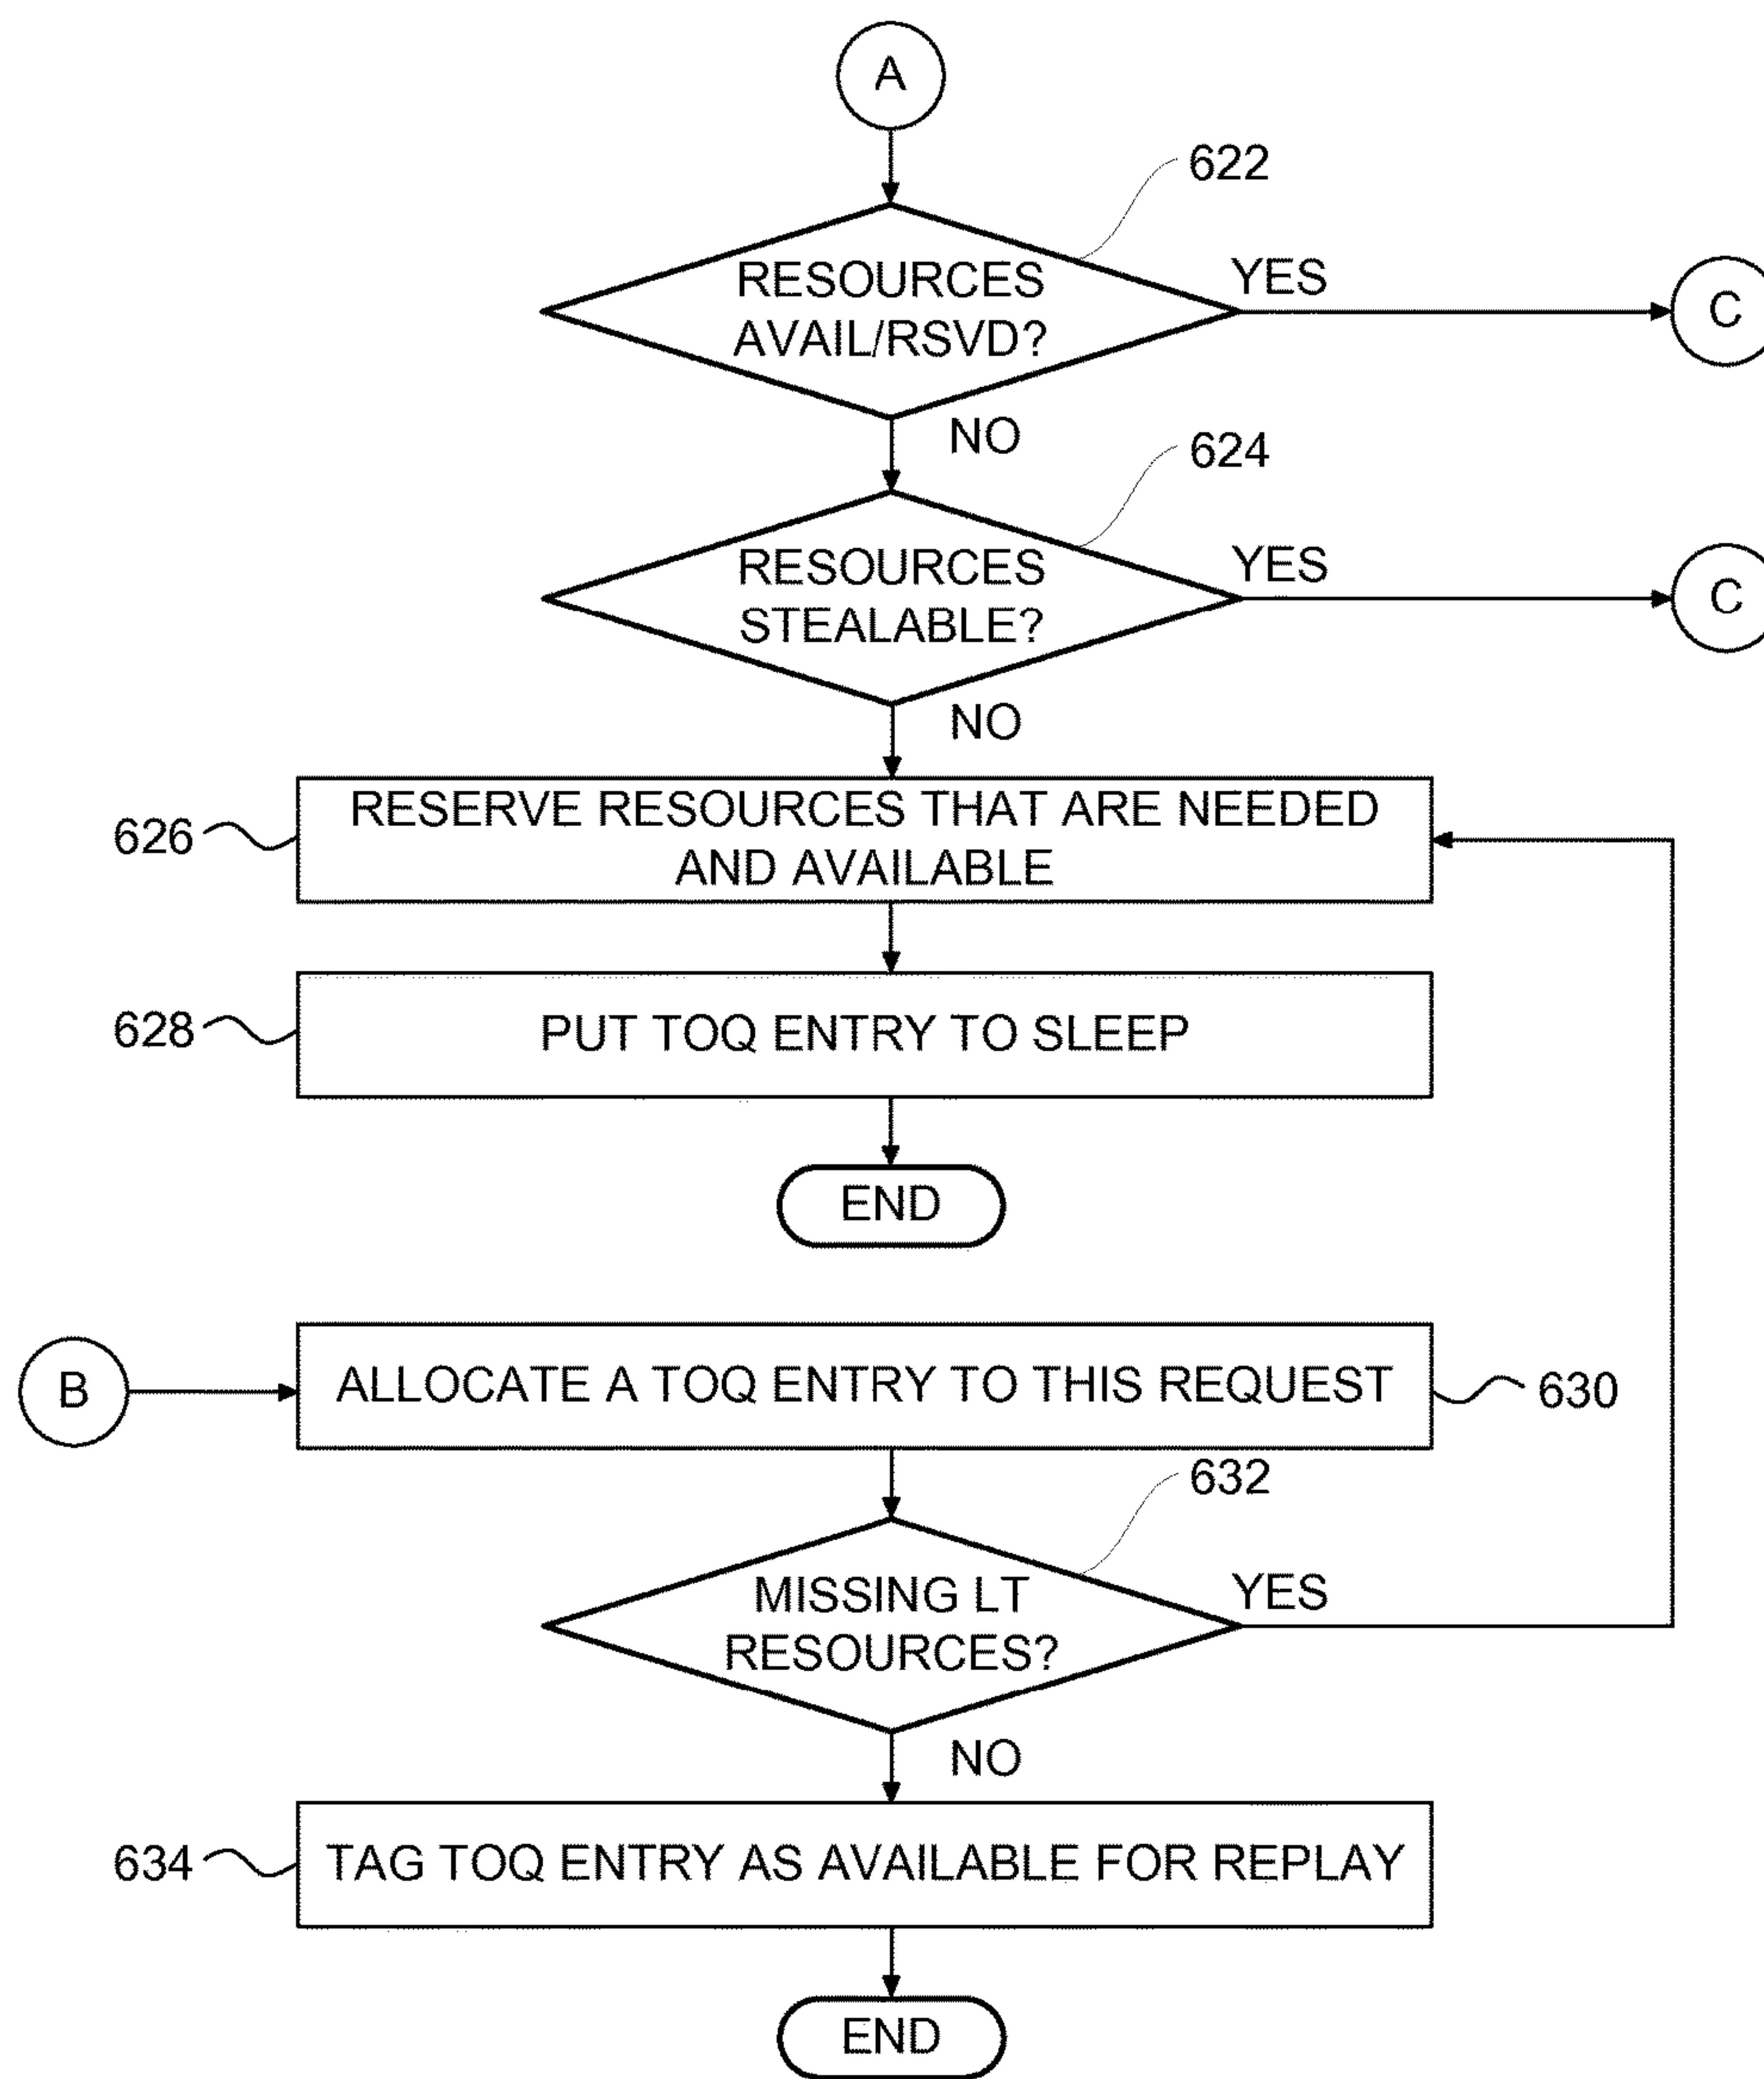 A
622
RESOURCES
AVAIL/RSVD?
YES
C
NO
624
RESOURCES
STEALABLE?
YES
C
NO
626
RESERVE RESOURCES THAT ARE NEEDED
AND AVAILABLE
628
PUT TOQ ENTRY TO SLEEP
END
B
ALLOCATE A TOQ ENTRY TO THIS REQUEST
630
632
MISSING LT
RESOURCES?
YES
NO
634
TAG TOQ ENTRY AS AVAILABLE FOR REPLAY
END